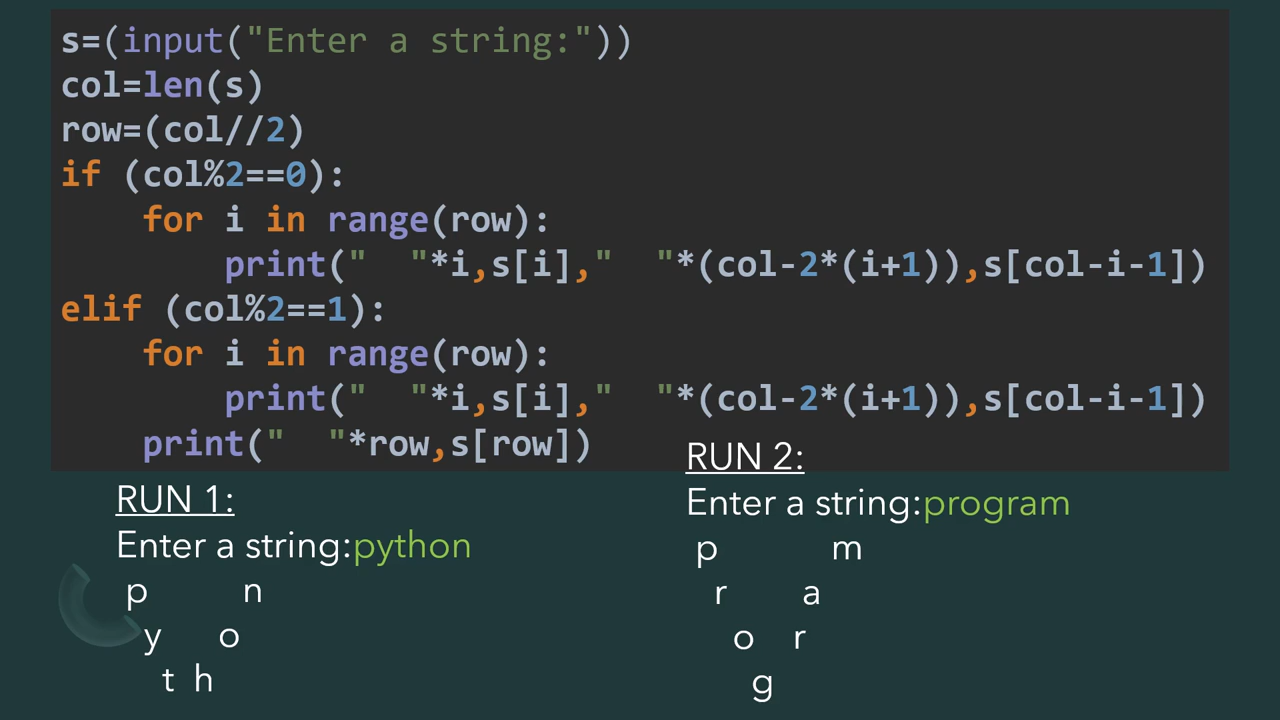 s=(input("Enter a string:"))
col=len(s)
row=(col//2)
if (col%2==0):
    for i in range(row):
        print("  "*i,s[i],"  "*(col-2*(i+1)),s[col-i-1])
elif (col%2==1):
    for i in range(row):
        print("  "*i,s[i],"  "*(col-2*(i+1)),s[col-i-1])
    print("  "*row,s[row])
RUN 1:
Enter a string:python
p n
y o
t h
RUN 2:
Enter a string:program
p m
r a
o r
g